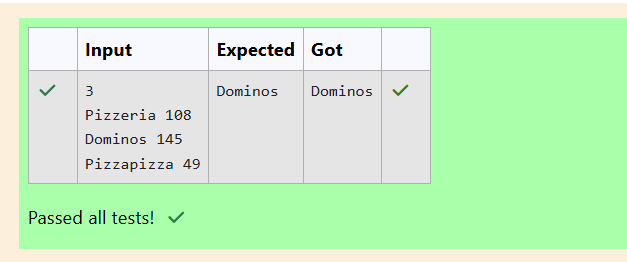 Input Expected Got
3 Dominos Dominos
Pizzeria 108
Dominos 145
Pizzapizza 49
Passed all tests!